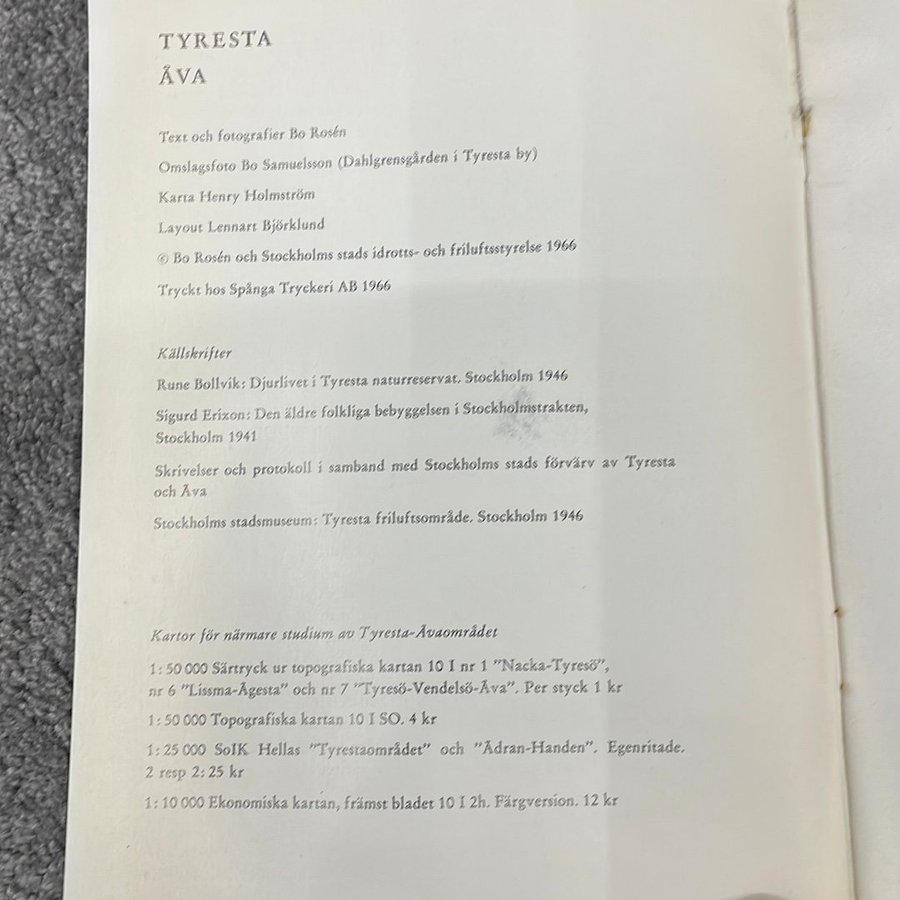 TYRESTA
ÅVA
Text och fotografier Bo Rosén
Omslagsfoto Bo Samuelsson (Dahlgrensgården i Tyresta by)
Karta Henry Holmström
Layout Lennart Björklund
© Bo Rosén och Stockholms stads idrotts- och friluftsstyrelse 1966
Tryckt hos Spånga Tryckeri AB 1966
Källskrifter
Rune Bollvik: Djurlivet i Tyresta naturreservat. Stockholm 1946
Sigurd Erixon: Den äldre folkliga bebyggelsen i Stockholmstrakten,
Stockholm 1941
Skrivelser och protokoll i samband med Stockholms stads förvärv av Tyresta
och Åva
Stockholms stadsmuseum: Tyresta friluftsområde. Stockholm 1946
Kartor för närmare studium av Tyresta-Åvaområdet
1:50 000 Särtryck ur topografiska kartan 10 I nr 1 ”Nacka-Tyresö”,
nr 6 ”Lissma-Ågesta” och nr 7 ”Tyresö-Vendelsö-Åva”. Per styck 1 kr
1:50 000 Topografiska kartan 10 I SO. 4 kr
1:25 000 SoIK Hellas ”Tyrestaområdet” och ”Ådran-Handen”. Egenritade.
2 resp 2:25 kr
1:10 000 Ekonomiska kartan, främst bladet 10 I 2h. Färgversion. 12 kr